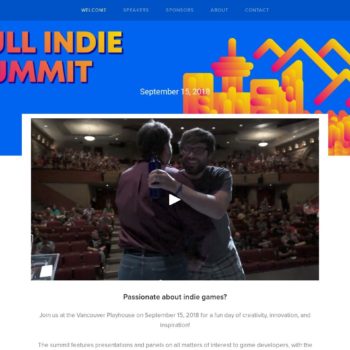 WELCOME SPEAKERS SPONSORS ABOUT CONTACT
ULL INDIE
UMMIT
September 15, 2018
Passionate about indie games?
Join us at the Vancouver Playhouse on September 15, 2018 for a fun day of creativity, innovation, and
inspiration!
The summit features presentations and panels on all matters of interest to game developers, with the